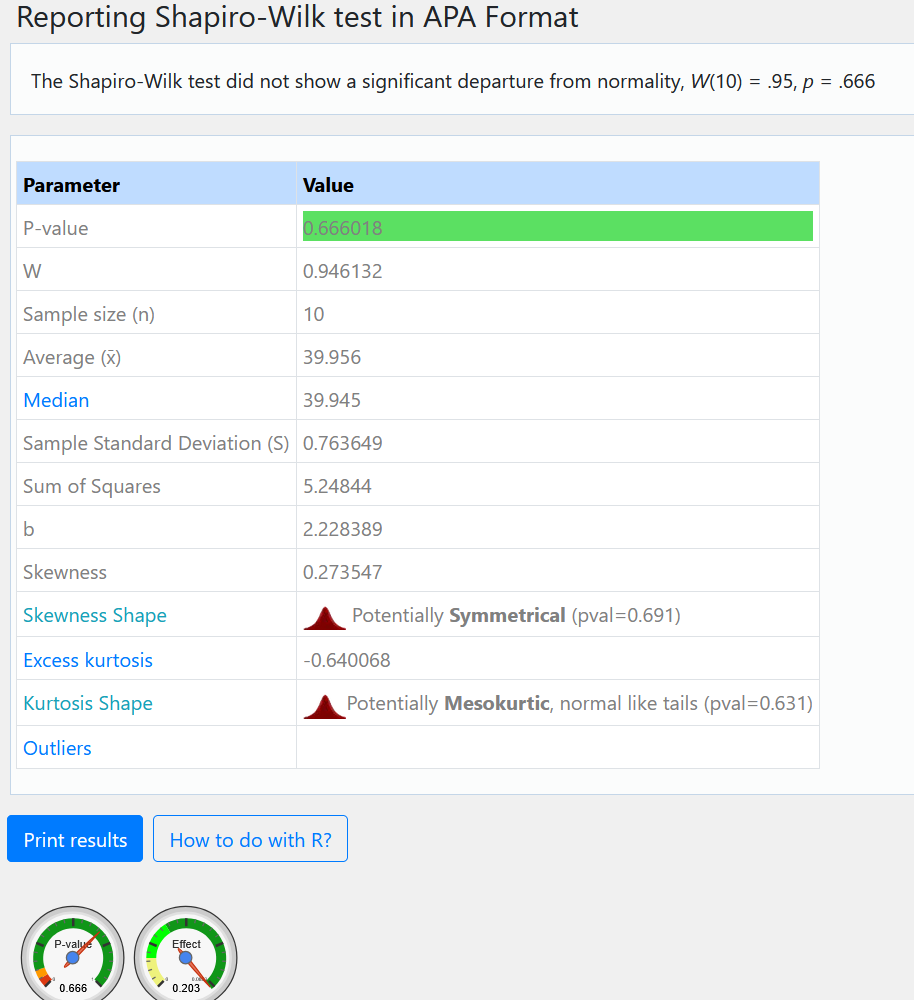 Reporting Shapiro-Wilk test in APA Format
The Shapiro-Wilk test did not show a significant departure from normality, W(10) = .95, p = .666
Parameter Value
P-value 0.666018
W 0.946132
Sample size (n) 10
Average (x̄) 39.956
Median 39.945
Sample Standard Deviation (S) 0.763649
Sum of Squares 5.24844
b 2.228389
Skewness 0.273547
Skewness Shape Potentially Symmetrical (pval=0.691)
Excess kurtosis -0.640068
Kurtosis Shape Potentially Mesokurtic, normal like tails (pval=0.631)
Outliers
Print results How to do with R?
P-value Effect
0.666 0.203